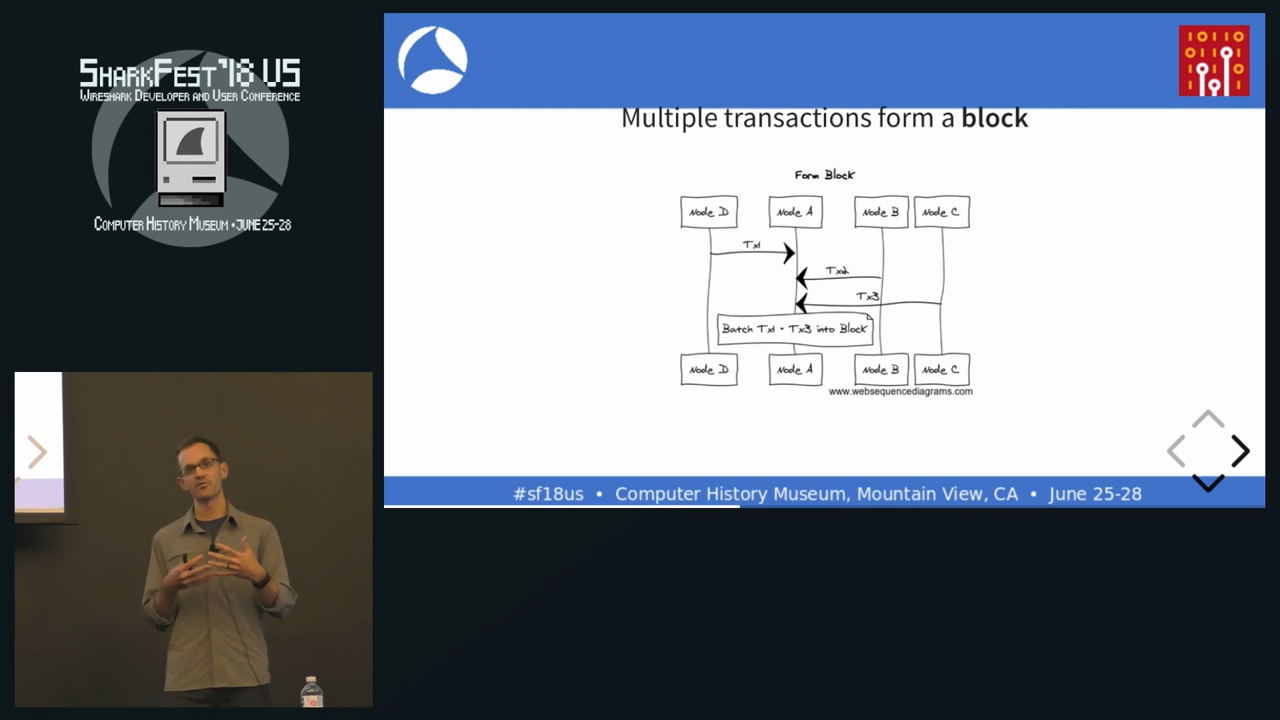 SHARKFEST'18 US
WIRESHARK DEVELOPER AND USER CONFERENCE
COMPUTER HISTORY MUSEUM • JUNE 25-28
01011 0
Multiple transactions form a block
Form Block
Node D Node A Node B Node C
Tx1
Tx2
Tx3
Batch Tx1 - Tx3 into Block
Node D Node A Node B Node C
www.websequencediagrams.com
#sf18us • Computer History Museum, Mountain View, CA • June 25-28